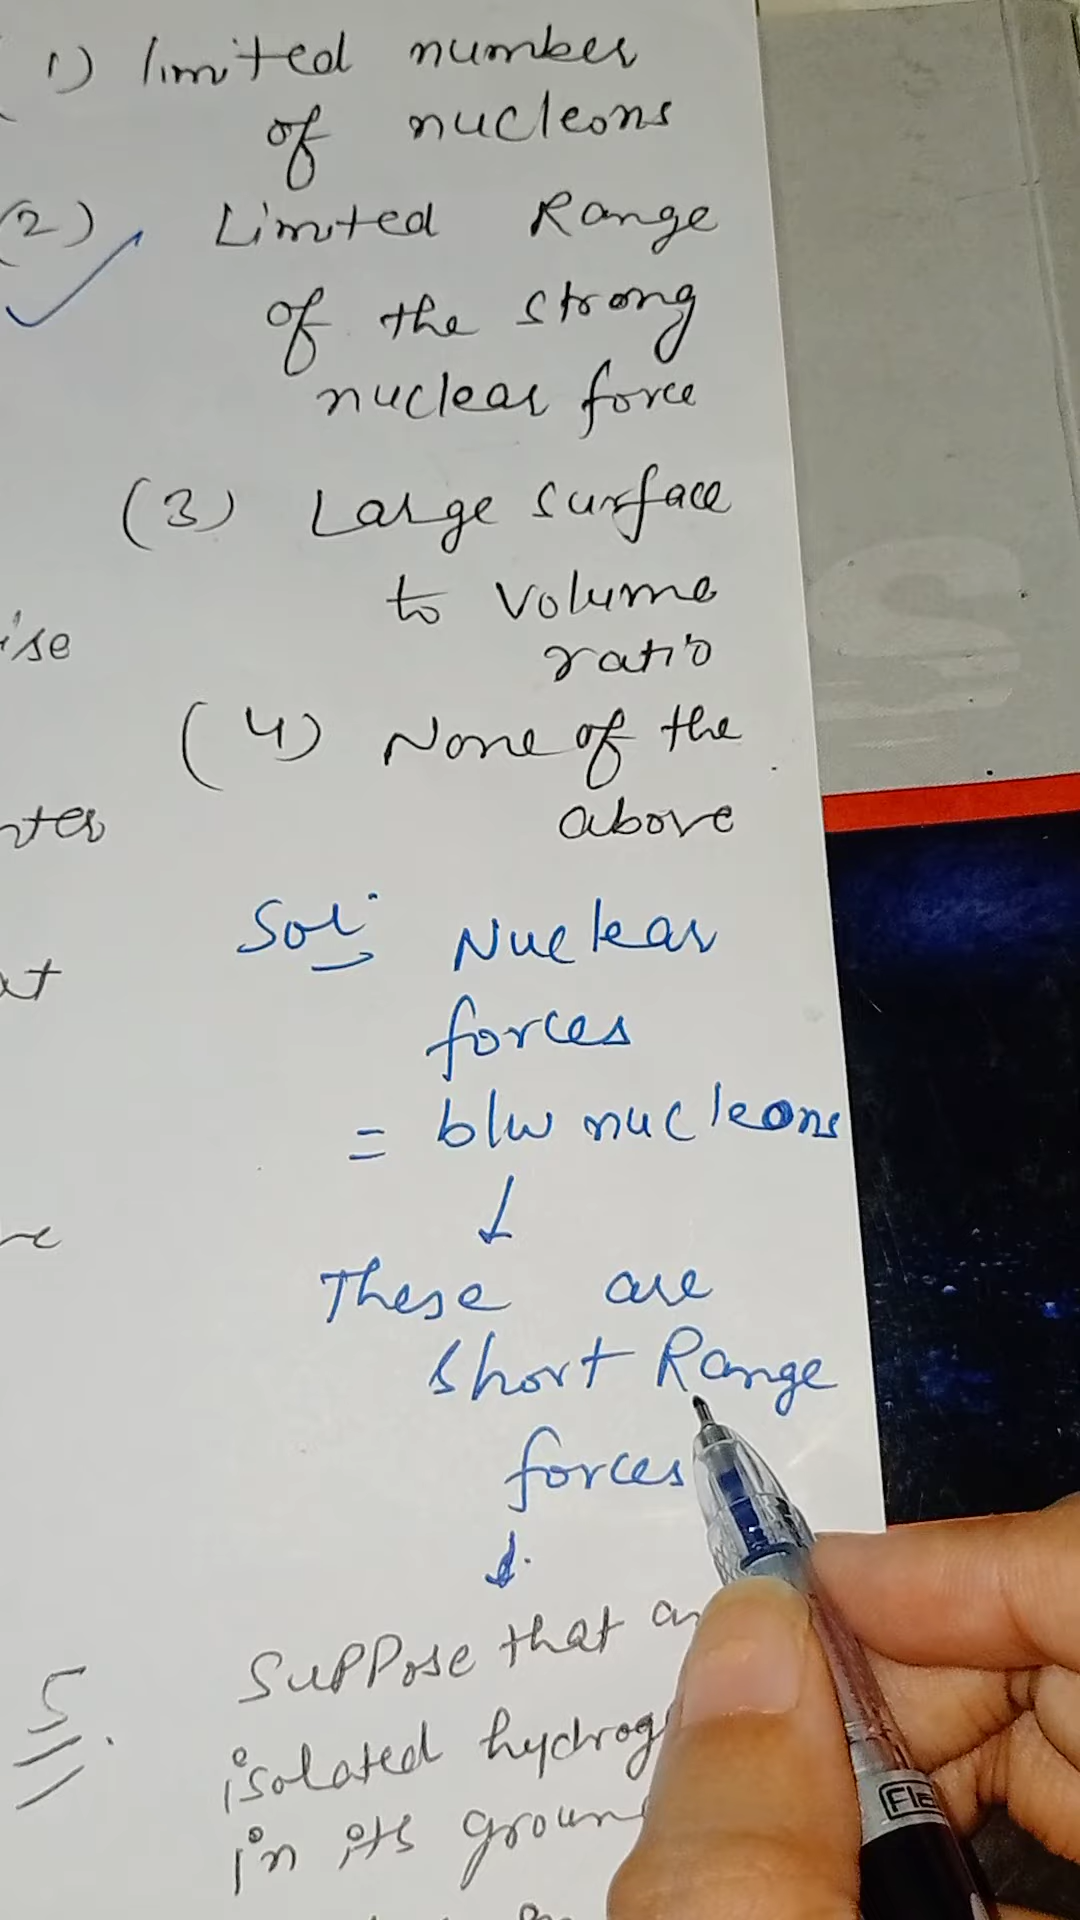 1) limited number
of nucleons
(2) Limited Range
of the strong
nuclear force
(3) Large surface
to volume
ratio
(4) None of the
above
Sol: Nuclear
forces
= b/w nucleons
These are
short Range
forces
5. Suppose that an
isolated hydrog
in its groun